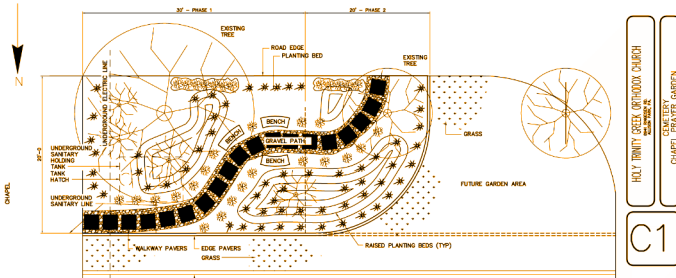 30' - PHASE 1
20' - PHASE 2
EXISTING
TREE
ROAD EDGE
PLANTING BED
EXISTING
TREE
N
UNDERGROUND ELECTRIC LINE
BENCH
BENCH
GRAVEL PATH
BENCH
GRASS
20'-0
UNDERGROUND
SANITARY
HOLDING
TANK
TANK
HATCH
UNDERGROUND
SANITARY LINE
CHAPEL
FUTURE GARDEN AREA
WALKWAY PAVERS
EDGE PAVERS
GRASS
RAISED PLANTING BEDS (TYP)
HOLY TRINITY GREEK ORTHODOX CHURCH
CEMETERY
CHAPEL PRAYER GARDEN
C1